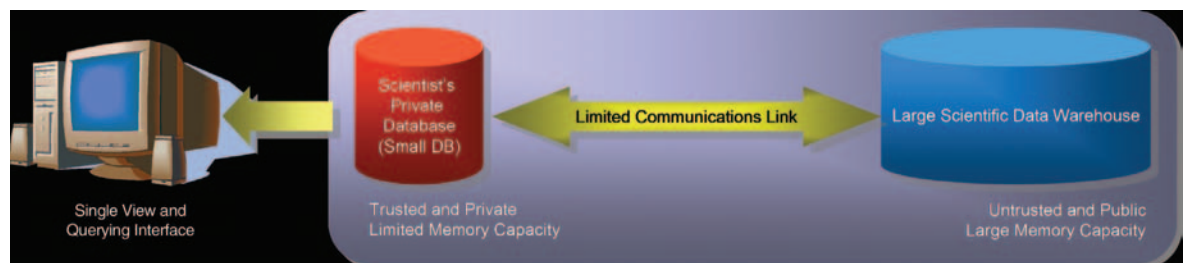 Scientist's
Private
Database
(Small DB)
Limited Communications Link
Large Scientific Data Warehouse
Single View and
Querying Interface
Trusted and Private
Limited Memory Capacity
Untrusted and Public
Large Memory Capacity